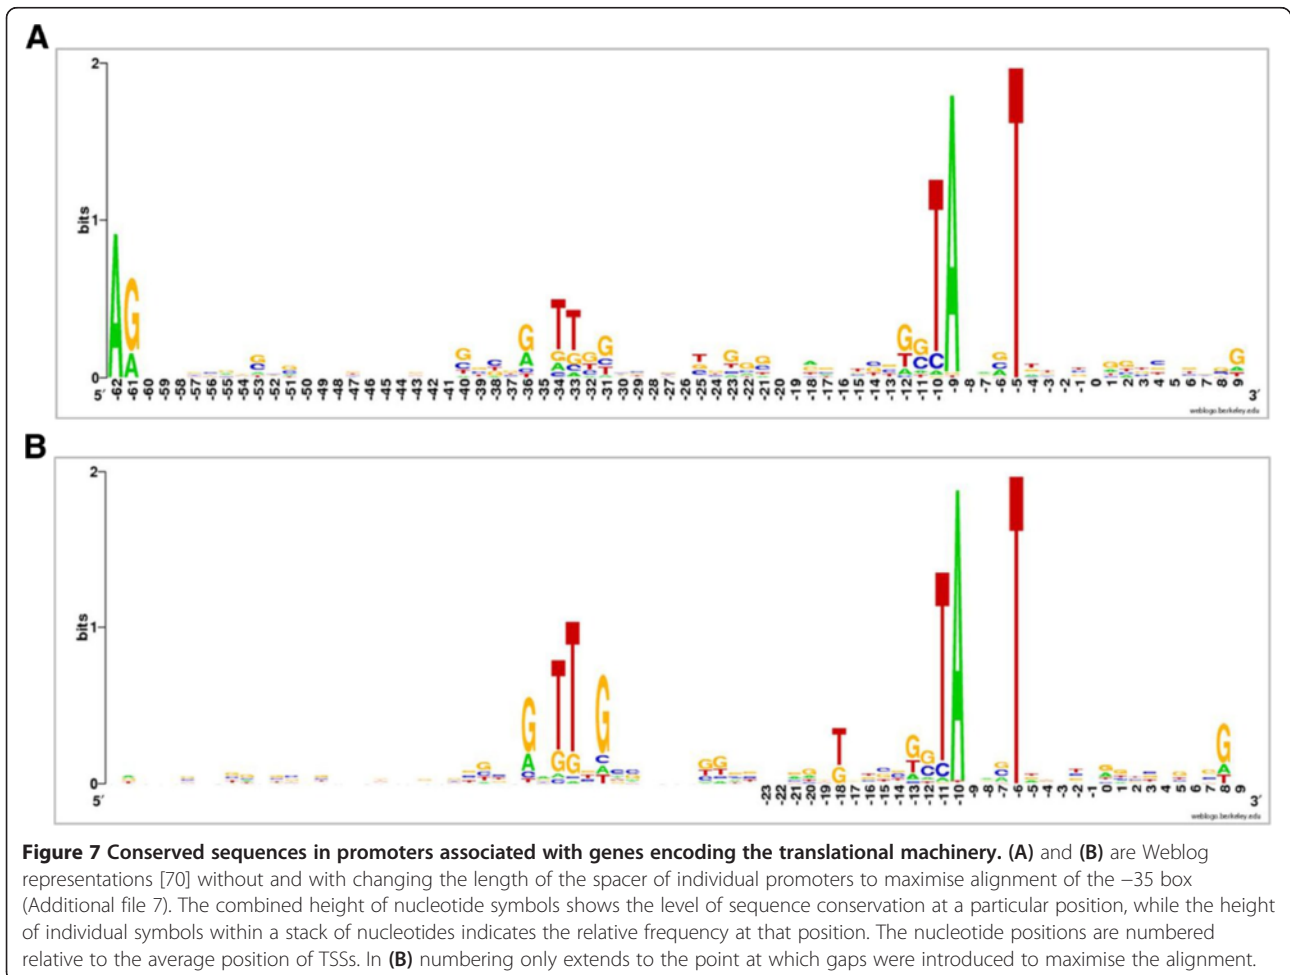 A
2
1
bits
0
5′
-62 -61 -60 -59 -58 -57 -56 -55 -54 -53 -52 -51 -50 -49 -48 -47 -46 -45 -44 -43 -42 -41 -40 -39 -38 -37 -36 -35 -34 -33 -32 -31 -30 -29 -28 -27 -26 -25 -24 -23 -22 -21 -20 -19 -18 -17 -16 -15 -14 -13 -12 -11 -10 -9 -8 -7 -6 -5 -4 -3 -2 -1 0 1 2 3 4 5 6 7 8 9
3′
weblogo.berkeley.edu
B
2
1
bits
0
5′
-23 -22 -21 -20 -19 -18 -17 -16 -15 -14 -13 -12 -11 -10 -9 -8 -7 -6 -5 -4 -3 -2 -1 0 1 2 3 4 5 6 7 8 9
3′
weblogo.berkeley.edu
Figure 7 Conserved sequences in promoters associated with genes encoding the translational machinery. (A) and (B) are Weblog
representations [70] without and with changing the length of the spacer of individual promoters to maximise alignment of the −35 box
(Additional file 7). The combined height of nucleotide symbols shows the level of sequence conservation at a particular position, while the height
of individual symbols within a stack of nucleotides indicates the relative frequency at that position. The nucleotide positions are numbered
relative to the average position of TSSs. In (B) numbering only extends to the point at which gaps were introduced to maximise the alignment.